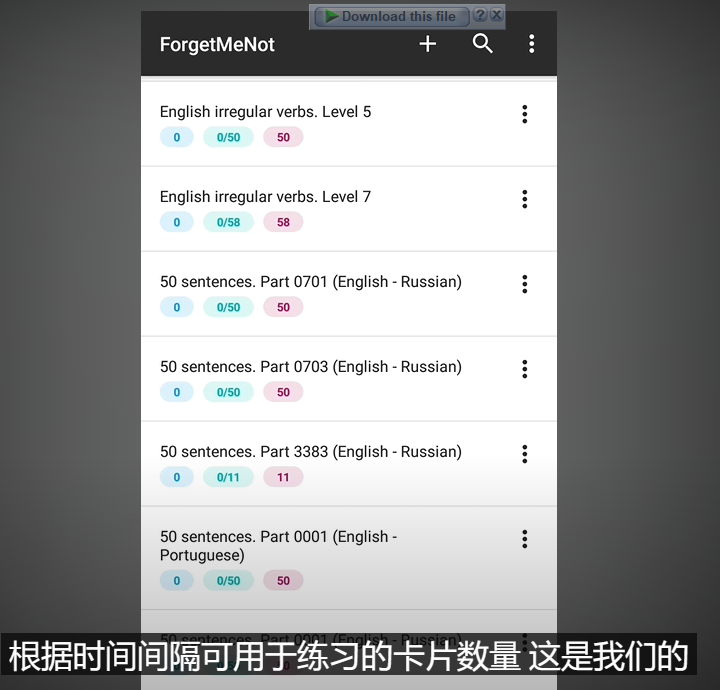 Download this file
ForgetMeNot
English irregular verbs. Level 5
0 0/50 50
English irregular verbs. Level 7
0 0/58 58
50 sentences. Part 0701 (English - Russian)
0 0/50 50
50 sentences. Part 0703 (English - Russian)
0 0/50 50
50 sentences. Part 3383 (English - Russian)
0 0/11 11
50 sentences. Part 0001 (English -
Portuguese)
0 0/50 50
50 sentences. Part 0001 (English - Russian)
根据时间间隔可用于练习的卡片数量 这是我们的